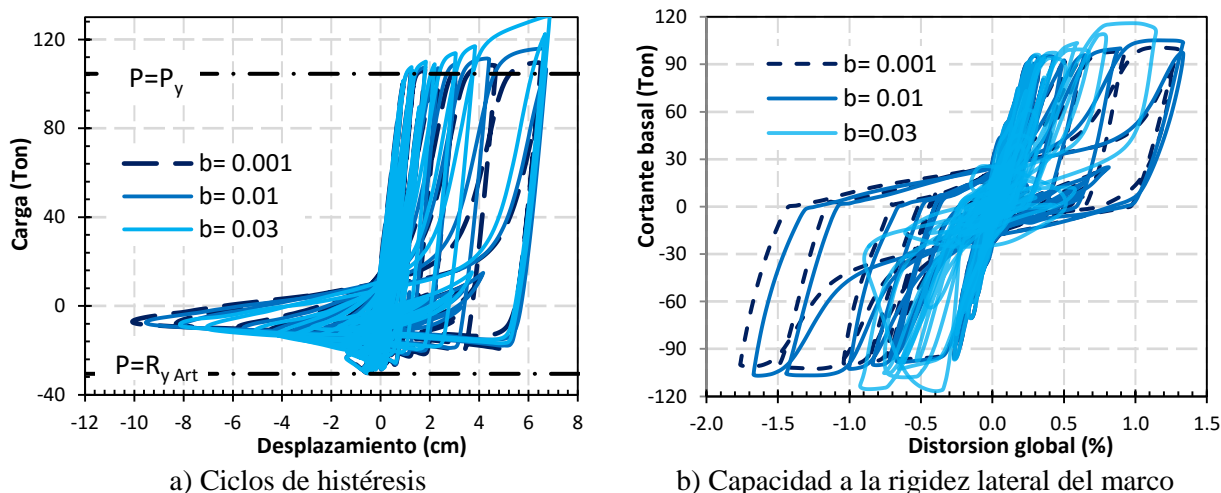 120
80
40
0
-40
-12
-10
-8
-6
-4
-2
0
2
4
6
8
Carga (Ton)
Desplazamiento (cm)
P=Py
P=Ry Art
b= 0.001
b= 0.01
b= 0.03
a) Ciclos de histéresis
120
90
60
30
0
-30
-60
-90
-120
-2.0
-1.5
-1.0
-0.5
0.0
0.5
1.0
1.5
Cortante basal (Ton)
Distorsion global (%)
b= 0.001
b= 0.01
b=0.03
b) Capacidad a la rigidez lateral del marco